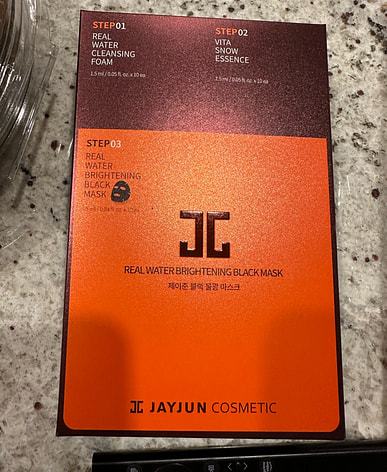 STEP01
REAL
WATER
CLEANSING
FOAM
1.5 ml / 0.05 fl. oz. x 10 ea
STEP02
VITA
SNOW
ESSENCE
1.5 ml / 0.05 fl. oz. x 10 ea
STEP03
REAL
WATER
BRIGHTENING
BLACK
MASK
REAL WATER BRIGHTENING BLACK MASK
제이준 블랙 물광 마스크
JAYJUN COSMETIC